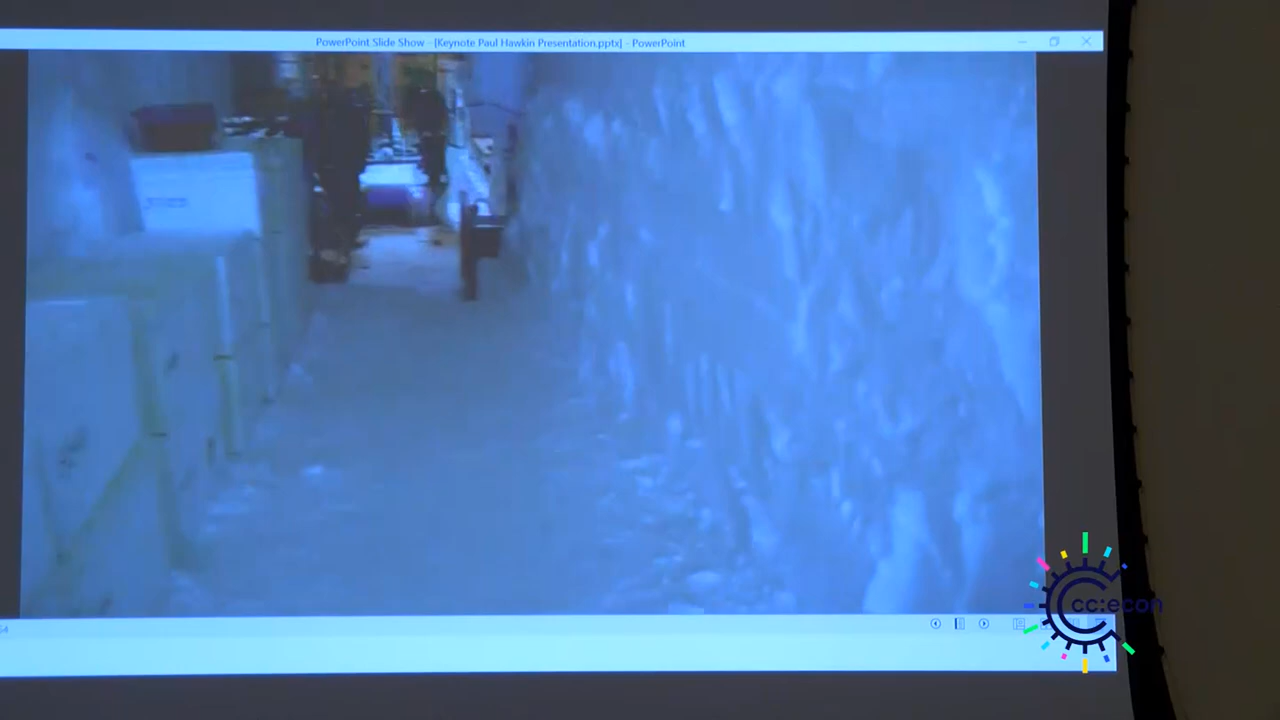 PowerPoint Slide Show - [Keynote Paul Hawkin Presentation.pptx] - PowerPoint
cc:econ